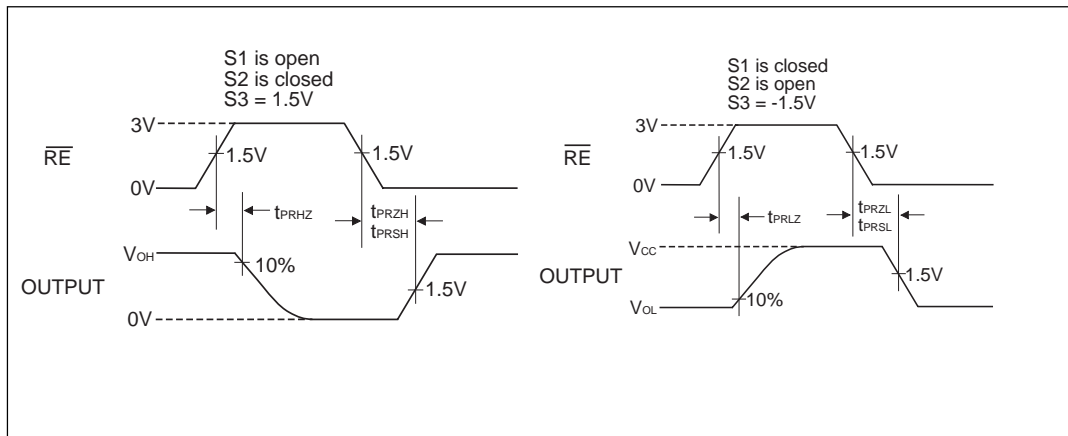 S1 is open
S2 is closed
S3 = 1.5V
3V
RE
1.5V
1.5V
0V
tPRHZ
tPRZH
tPRSH
VOH
10%
OUTPUT
1.5V
0V
S1 is closed
S2 is open
S3 = -1.5V
3V
RE
1.5V
1.5V
0V
tPRLZ
tPRZL
tPRSL
VCC
OUTPUT
1.5V
10%
VOL